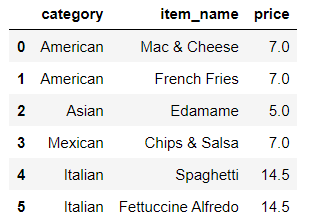 category item_name price
0 American Mac & Cheese 7.0
1 American French Fries 7.0
2 Asian Edamame 5.0
3 Mexican Chips & Salsa 7.0
4 Italian Spaghetti 14.5
5 Italian Fettuccine Alfredo 14.5